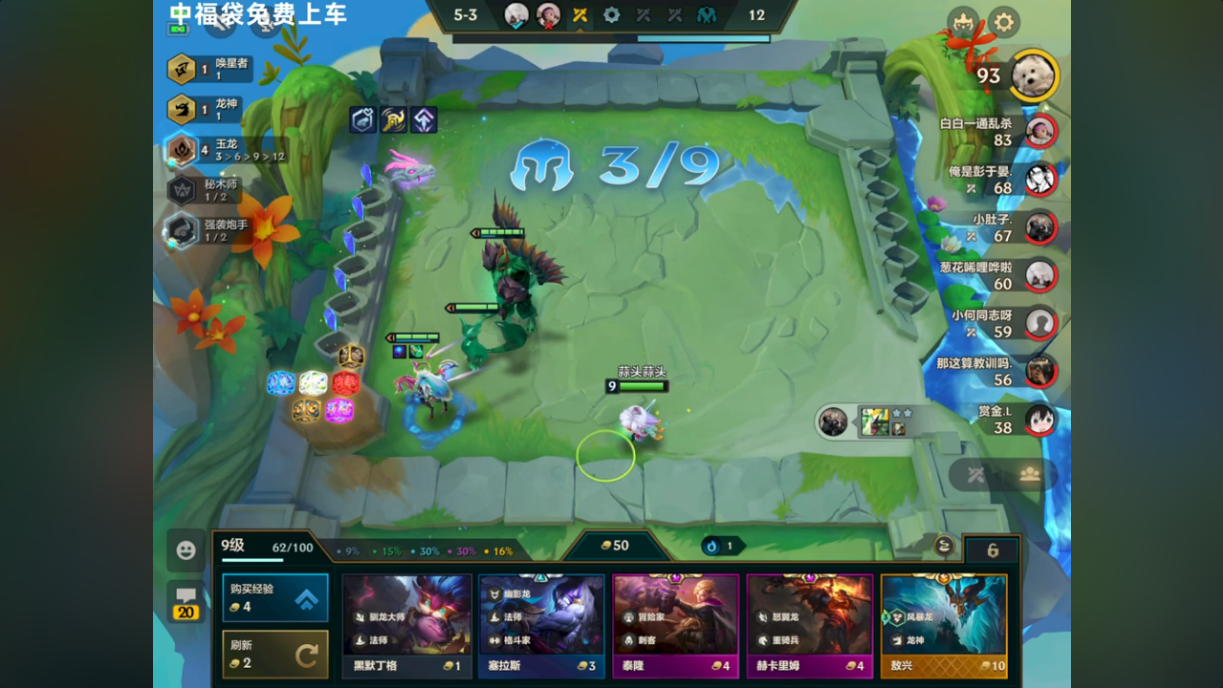 中福袋免费上车
5-3
12
1 唤星者
1
1 龙神
1
4 玉龙
3 > 6 > 9 > 12
秘术师
1 / 2
强袭炮手
1 / 2
3/9
93
白白一通乱杀
83
俺是彭于晏.
68
小肚子.
67
葱花唏哩哗啦
60
小何同志呀
59
那这算教训吗.
56
赏金.L
38
蒜头蒜头
9
9级
62/100
9%
15%
30%
30%
16%
50
1
6
20
购买经验
4
刷新
2
驯龙大师
法师
黑默丁格 1
幽影龙
法师
格斗家
塞拉斯 3
冒险家
刺客
泰隆 4
怒翼龙
重骑兵
赫卡里姆 4
风暴龙
龙神
敖兴 10